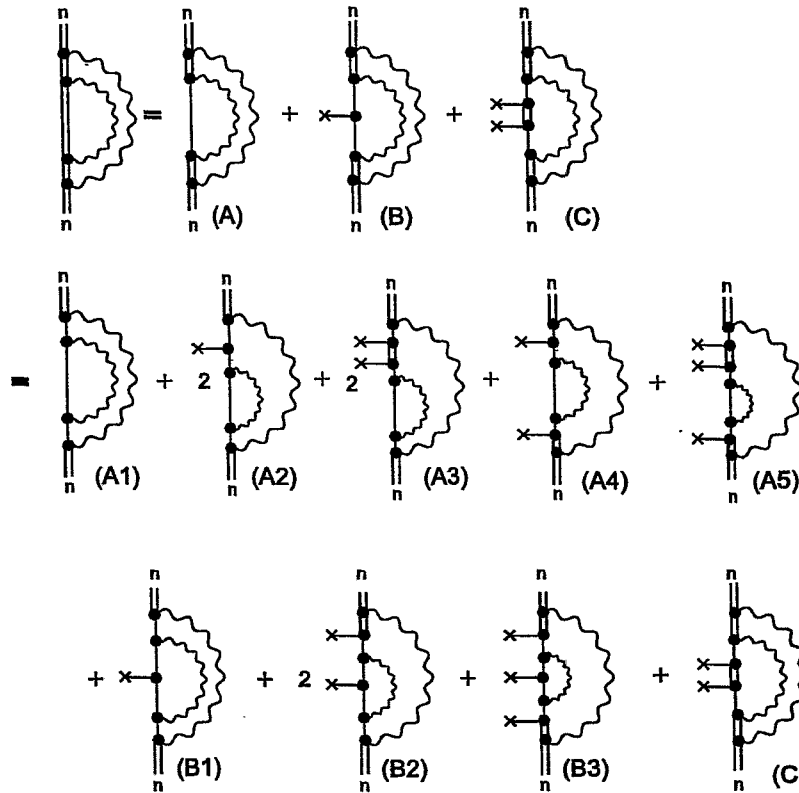 n n n n
= + +
n (A) n (B) n (C) n
n n n n n
= + 2 + 2 + +
(A1) n (A2) n (A3) n (A4) n (A5) n
n n n n
+ + 2 + +
(B1) n (B2) n (B3) n (C n